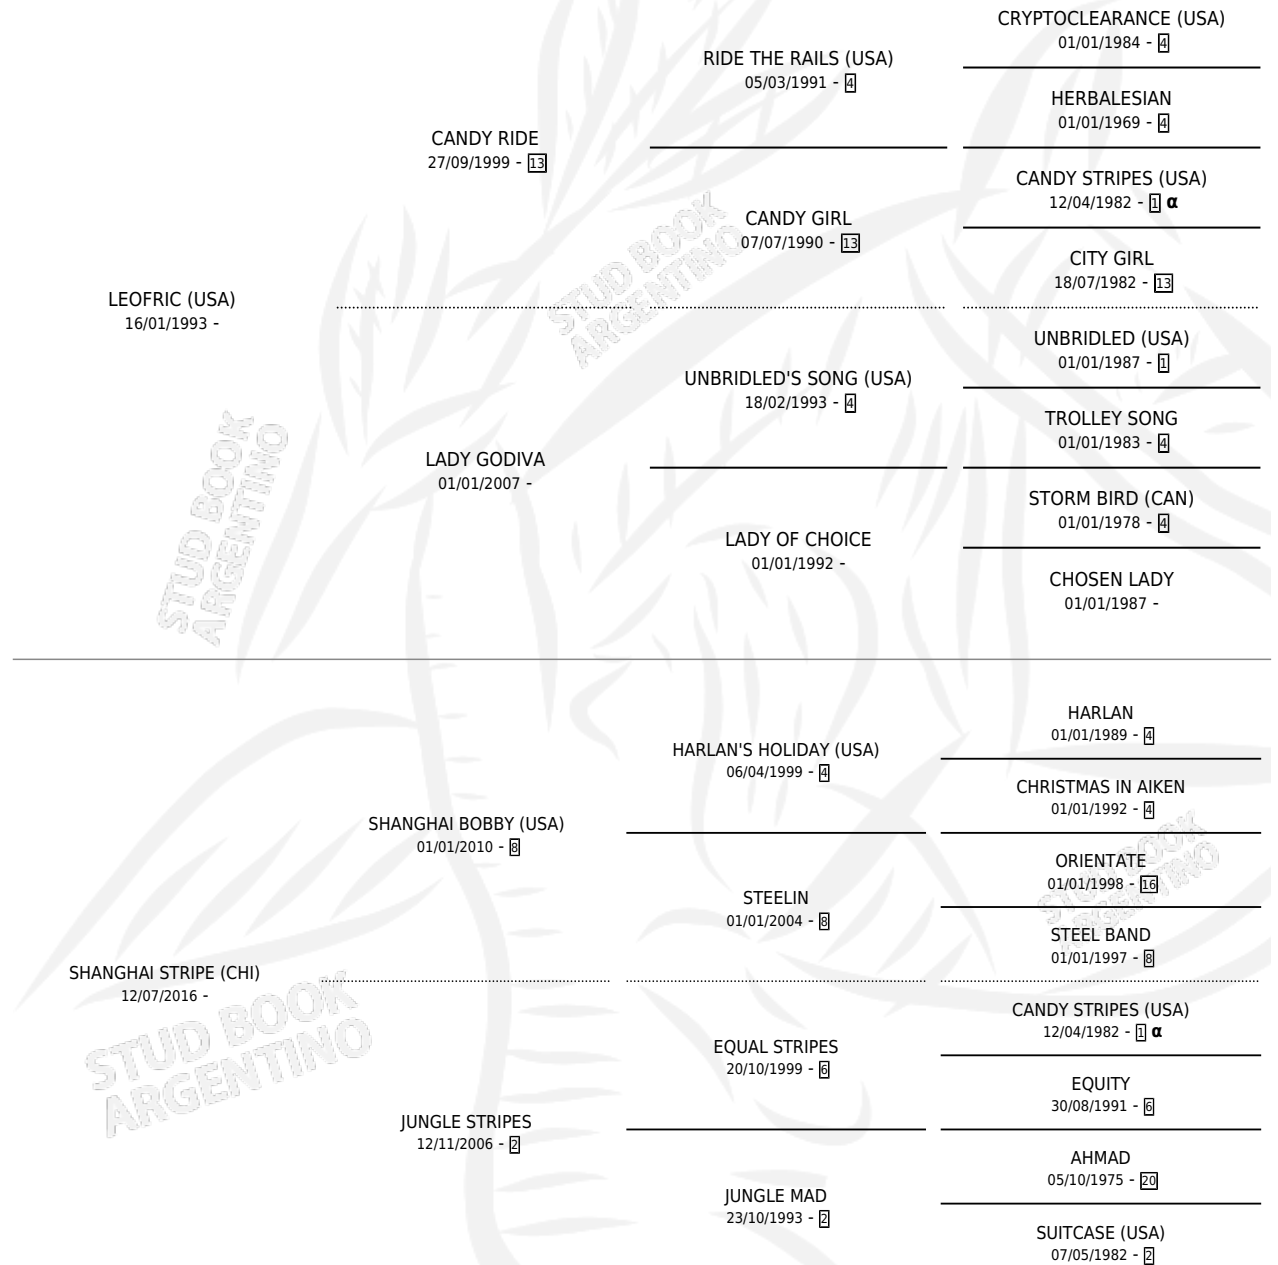 CRYPTOCLEARANCE (USA)
01/01/1984 - 4
RIDE THE RAILS (USA)
05/03/1991 - 4
HERBALESIAN
01/01/1969 - 4
CANDY RIDE
27/09/1999 - 13
CANDY STRIPES (USA)
12/04/1982 - 1 α
CANDY GIRL
07/07/1990 - 13
CITY GIRL
18/07/1982 - 13
LEOFRIC (USA)
16/01/1993 -
UNBRIDLED (USA)
01/01/1987 - 1
UNBRIDLED'S SONG (USA)
18/02/1993 - 4
TROLLEY SONG
01/01/1983 - 4
LADY GODIVA
01/01/2007 -
STORM BIRD (CAN)
01/01/1978 - 4
LADY OF CHOICE
01/01/1992 -
CHOSEN LADY
01/01/1987 -
HARLAN
01/01/1989 - 4
HARLAN'S HOLIDAY (USA)
06/04/1999 - 4
CHRISTMAS IN AIKEN
01/01/1992 - 4
SHANGHAI BOBBY (USA)
01/01/2010 - 8
ORIENTATE
01/01/1998 - 16
STEELIN
01/01/2004 - 8
STEEL BAND
01/01/1997 - 8
SHANGHAI STRIPE (CHI)
12/07/2016 -
CANDY STRIPES (USA)
12/04/1982 - 1 α
EQUAL STRIPES
20/10/1999 - 6
EQUITY
30/08/1991 - 6
JUNGLE STRIPES
12/11/2006 - 2
AHMAD
05/10/1975 - 20
JUNGLE MAD
23/10/1993 - 2
SUITCASE (USA)
07/05/1982 - 2
STUD BOOK
ARGENTINO
STUD BOOK
ARGENTINO
STUD BOOK
ARGENTINO
STUD BOOK
ARGENTINO